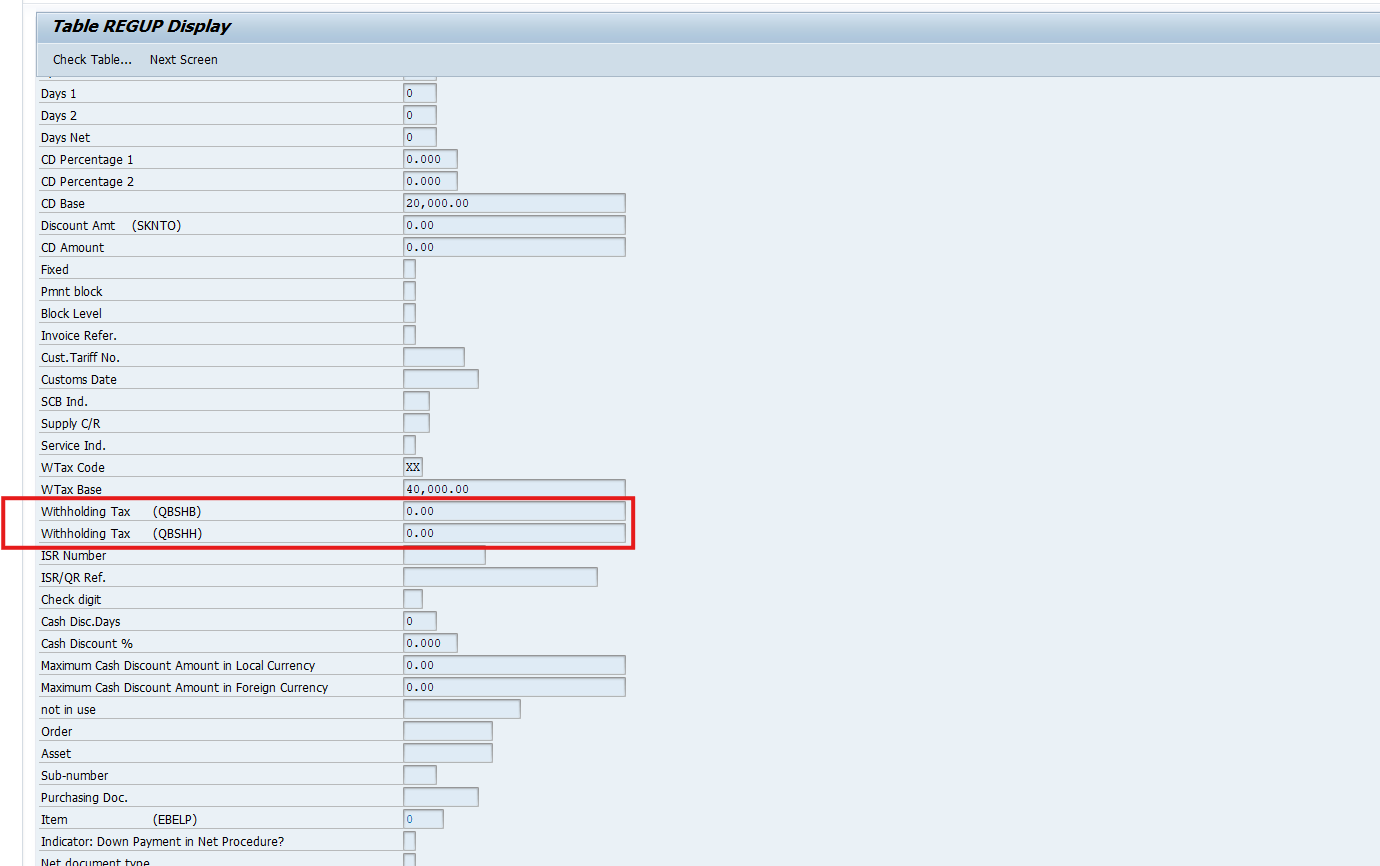 Table REGUP Display
Check Table... Next Screen
Days 1 0
Days 2 0
Days Net 0
CD Percentage 1 0.000
CD Percentage 2 0.000
CD Base 20,000.00
Discount Amt (SKNTO) 0.00
CD Amount 0.00
Fixed
Pmnt block
Block Level
Invoice Refer.
Cust.Tariff No.
Customs Date
SCB Ind.
Supply C/R
Service Ind.
WTax Code XX
WTax Base 40,000.00
Withholding Tax (QBSHB) 0.00
Withholding Tax (QBSHH) 0.00
ISR Number
ISR/QR Ref.
Check digit
Cash Disc.Days 0
Cash Discount % 0.000
Maximum Cash Discount Amount in Local Currency 0.00
Maximum Cash Discount Amount in Foreign Currency 0.00
not in use
Order
Asset
Sub-number
Purchasing Doc.
Item (EBELP) 0
Indicator: Down Payment in Net Procedure?
Net document type